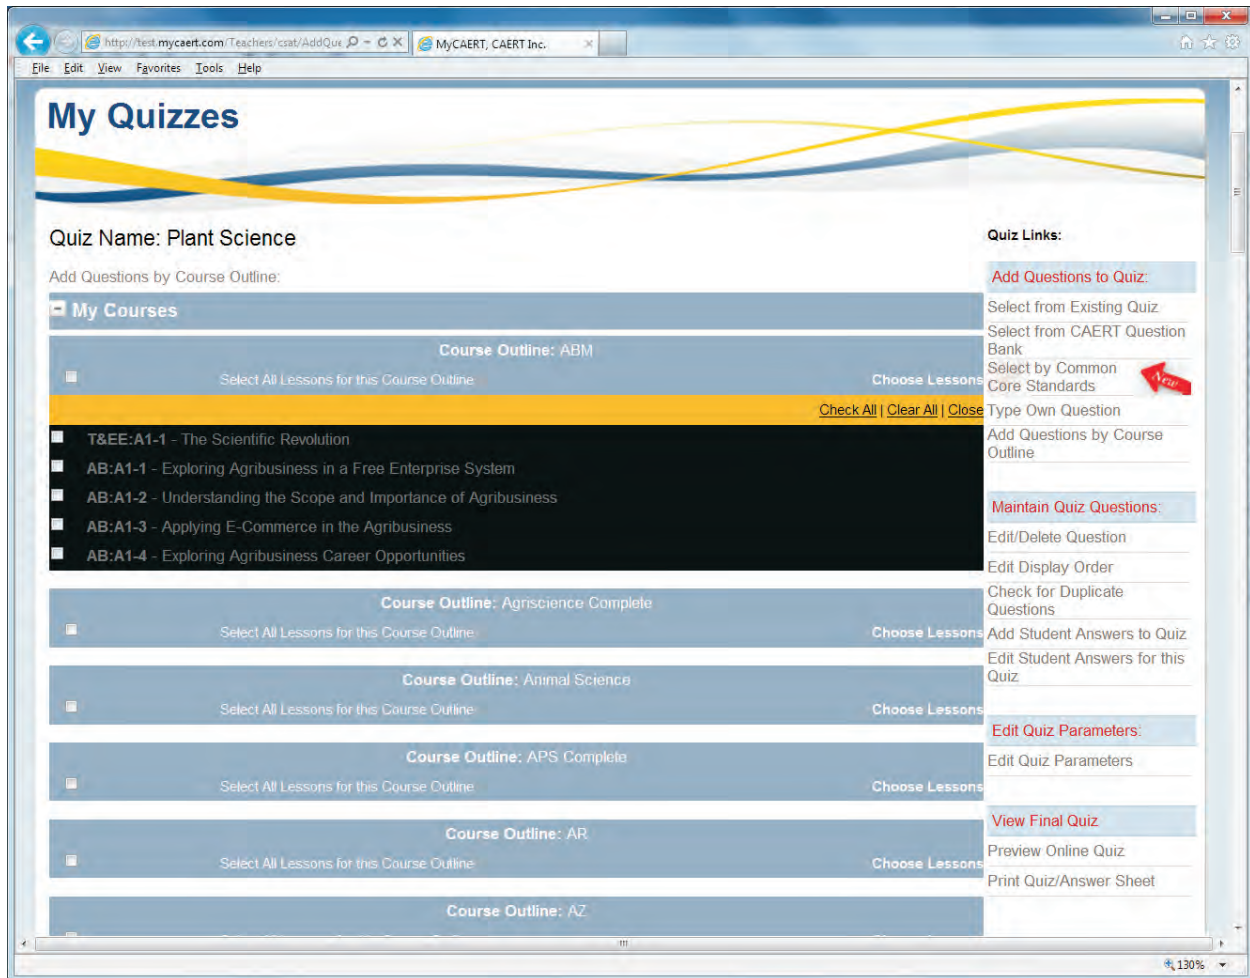 http://test.mycaert.com/Teachers/csat/AddQue
MyCAERT, CAERT Inc.
File Edit View Favorites Tools Help
My Quizzes
Quiz Name: Plant Science
Add Questions by Course Outline:
My Courses
Course Outline: ABM
Select All Lessons for this Course Outline
Choose Lessons
Check All | Clear All | Close
T&EE:A1-1 - The Scientific Revolution
AB:A1-1 - Exploring Agribusiness in a Free Enterprise System
AB:A1-2 - Understanding the Scope and Importance of Agribusiness
AB:A1-3 - Applying E-Commerce in the Agribusiness
AB:A1-4 - Exploring Agribusiness Career Opportunities
Course Outline: Agriscience Complete
Select All Lessons for this Course Outline
Choose Lessons
Course Outline: Animal Science
Select All Lessons for this Course Outline
Choose Lessons
Course Outline: APS Complete
Select All Lessons for this Course Outline
Choose Lessons
Course Outline: AR
Select All Lessons for this Course Outline
Choose Lessons
Course Outline: AZ
Quiz Links:
Add Questions to Quiz:
Select from Existing Quiz
Select from CAERT Question
Bank
Select by Common
Core Standards
New
Type Own Question
Add Questions by Course
Outline
Maintain Quiz Questions:
Edit/Delete Question
Edit Display Order
Check for Duplicate
Questions
Add Student Answers to Quiz
Edit Student Answers for this
Quiz
Edit Quiz Parameters:
Edit Quiz Parameters
View Final Quiz
Preview Online Quiz
Print Quiz/Answer Sheet
130%